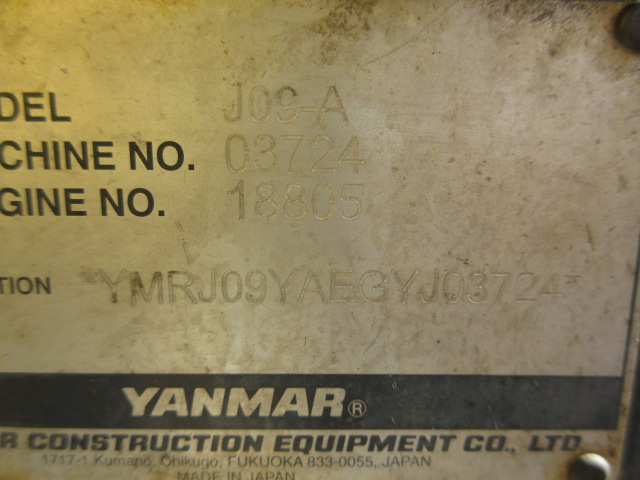 DEL J09-A
CHINE NO. 03724
GINE NO. 18805
TION *YMRJ09YAEGYJ03724*
YANMAR®
R CONSTRUCTION EQUIPMENT CO., LTD.
1717-1 Kumano, Chikugo, FUKUOKA 833-0055, JAPAN
MADE IN JAPAN